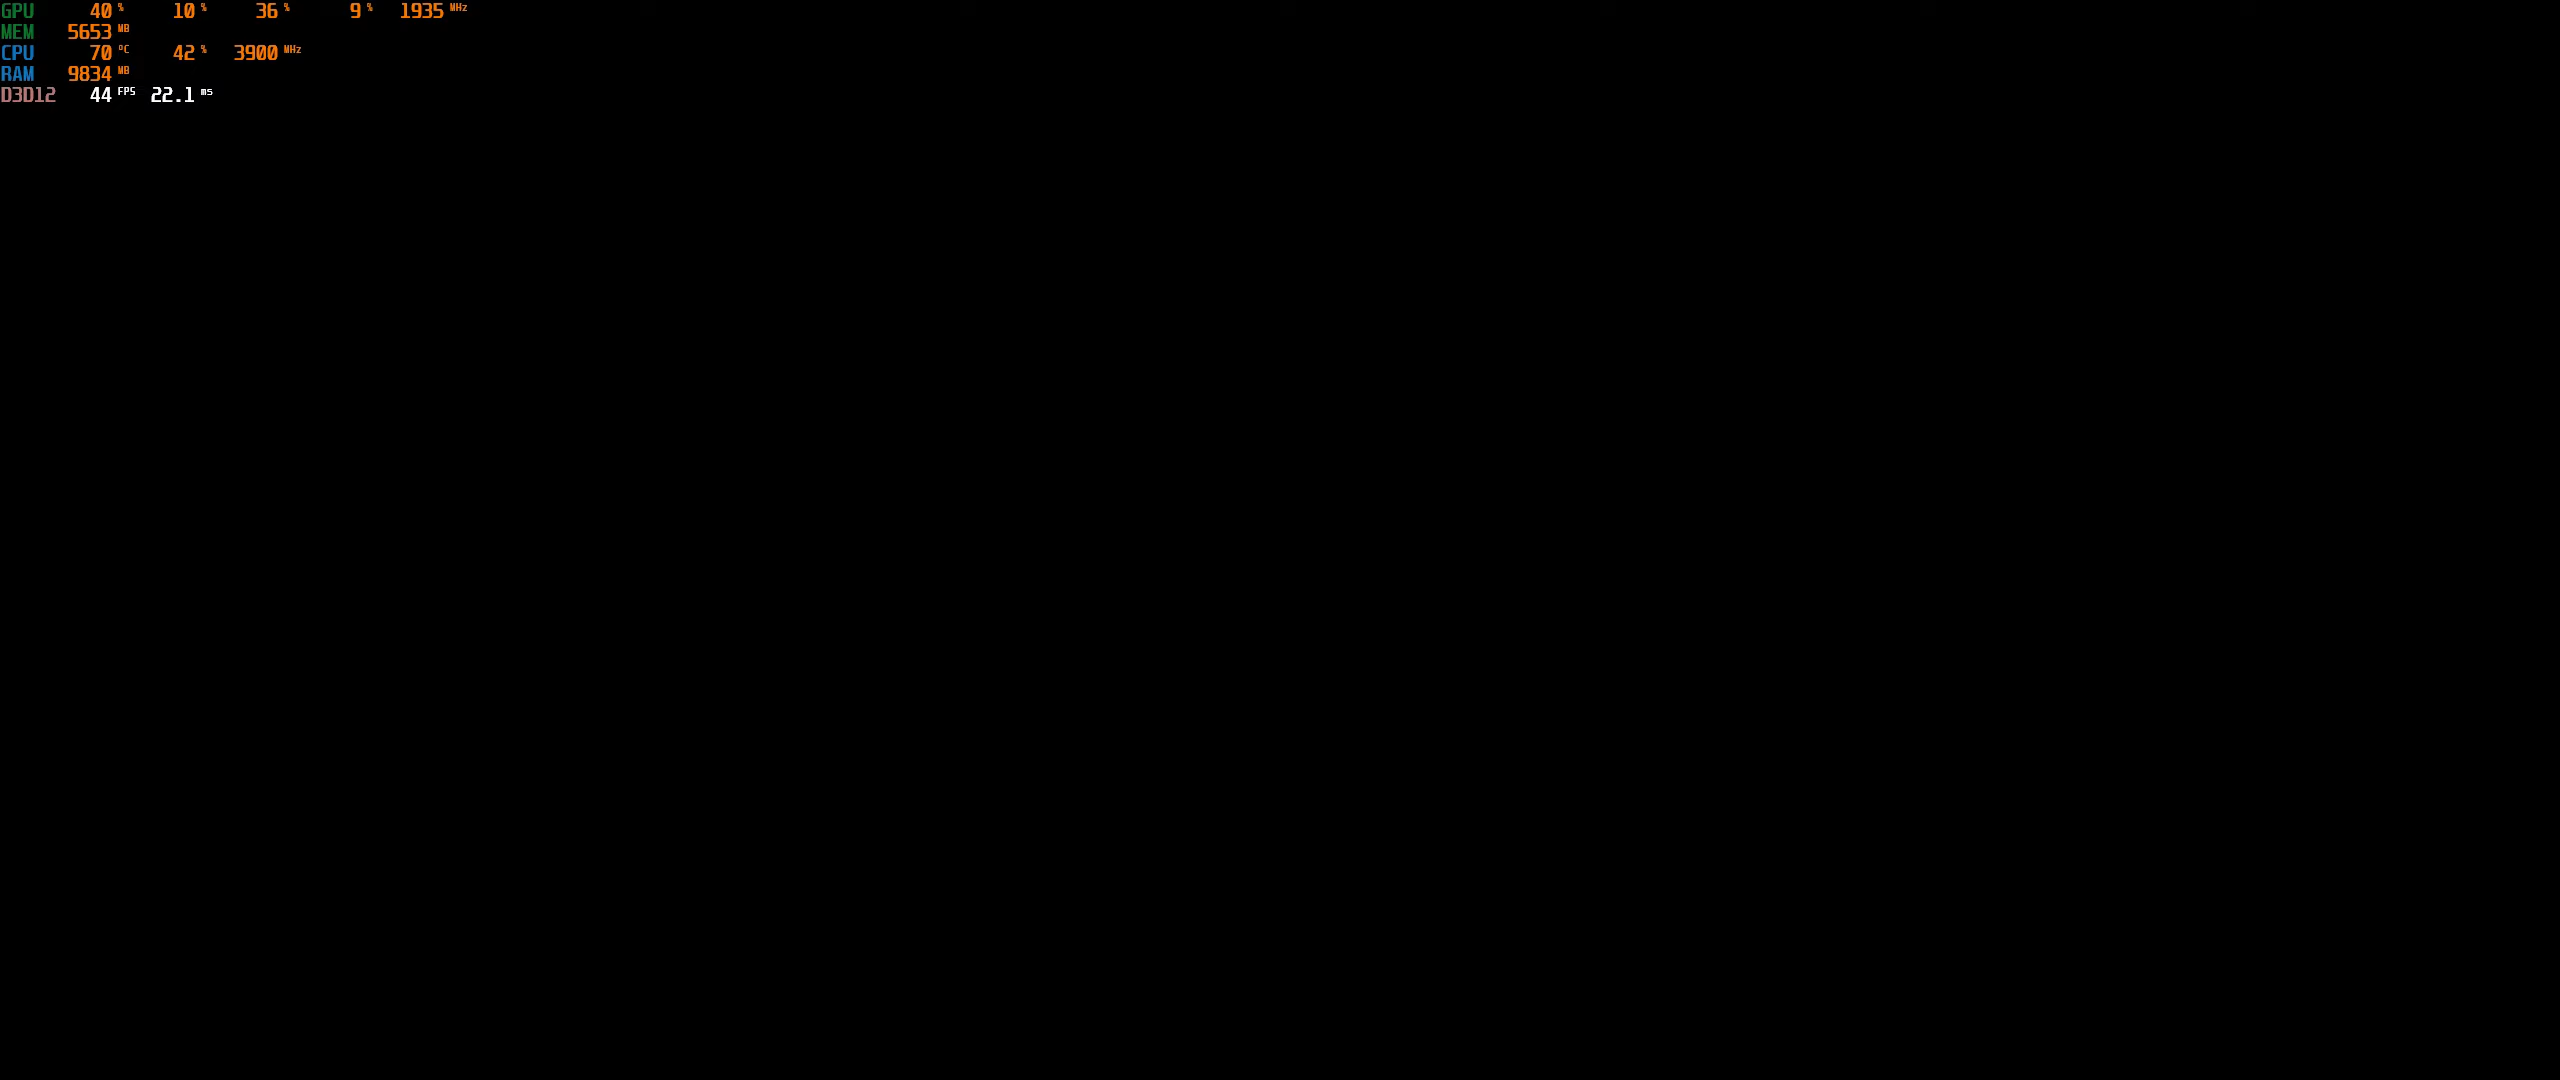 GPU 40 % 10 % 36 % 9 % 1935 MHz
MEM 5653 MB
CPU 70 °C 42 % 3900 MHz
RAM 9834 MB
D3D12 44 FPS 22.1 ms